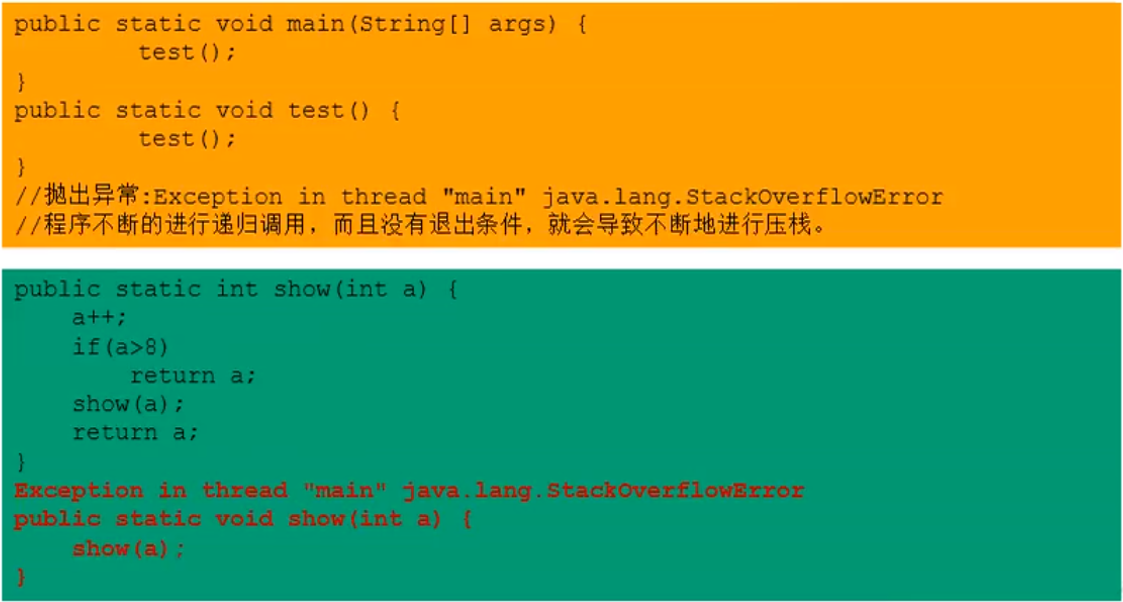 public static void main(String[] args) {
test();
}
public static void test() {
test();
}
//抛出异常:Exception in thread "main" java.lang.StackOverflowError
//程序不断的进行递归调用，而且没有退出条件，就会导致不断地进行压栈。
public static int show(int a) {
a++;
if(a>8)
return a;
show(a);
return a;
}
Exception in thread "main" java.lang.StackOverflowError
public static void show(int a) {
show(a);
}